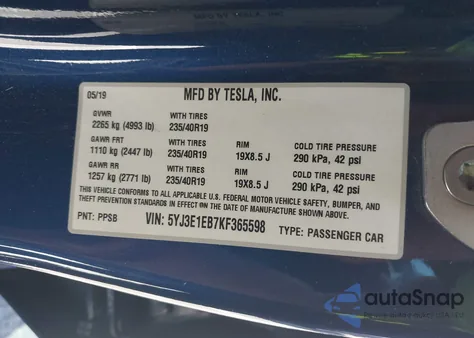 MFD BY TESLA, INC.
05/19
GVWR WITH TIRES
2265 kg (4993 lb) 235/40R19
GAWR FRT WITH TIRES RIM COLD TIRE PRESSURE
1110 kg (2447 lb) 235/40R19 19X8.5 J 290 kPa, 42 psi
GAWR RR WITH TIRES RIM COLD TIRE PRESSURE
1257 kg (2771 lb) 235/40R19 19X8.5 J 290 kPa, 42 psi
THIS VEHICLE CONFORMS TO ALL APPLICABLE U.S. FEDERAL MOTOR VEHICLE SAFETY, BUMPER, AND
THEFT PREVENTION STANDARDS IN EFFECT ON THE DATE OF MANUFACTURE SHOWN ABOVE.
PNT: PPSB VIN: 5YJ3E1EB7KF365598 TYPE: PASSENGER CAR
autoSnap